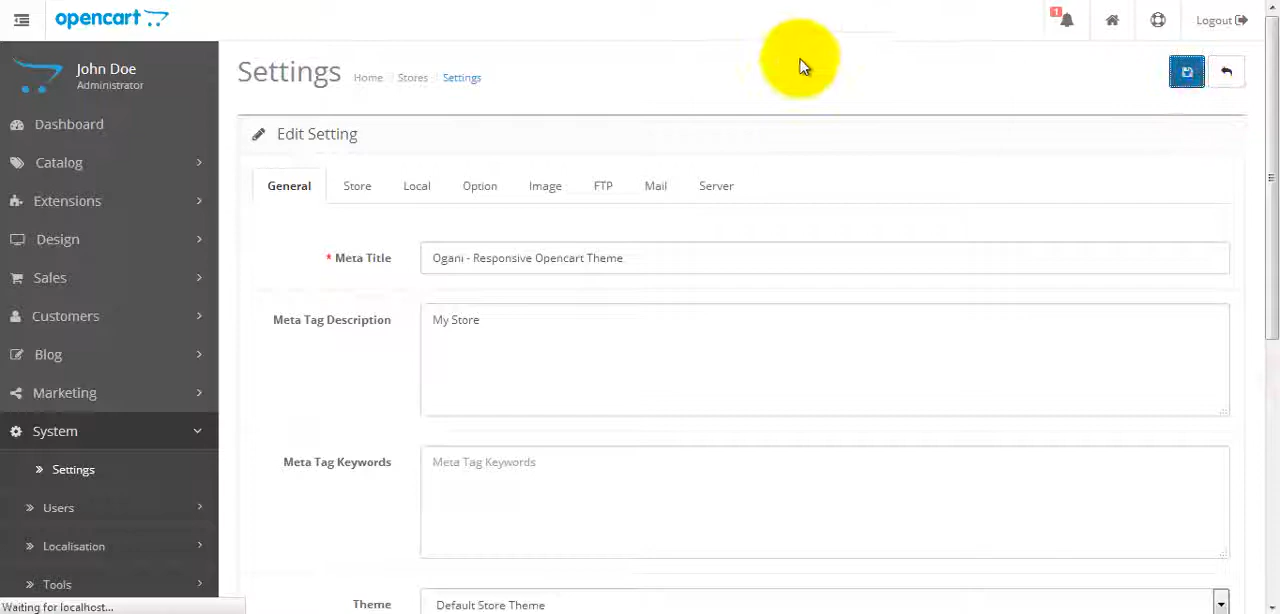 opencart
1
Logout
John Doe
Administrator
Settings
Home
Stores
Settings
Dashboard
Catalog
Extensions
Design
Sales
Customers
Blog
Marketing
System
Settings
Users
Localisation
Tools
Waiting for localhost...
Edit Setting
General
Store
Local
Option
Image
FTP
Mail
Server
* Meta Title
Ogani - Responsive Opencart Theme
Meta Tag Description
My Store
Meta Tag Keywords
Meta Tag Keywords
Theme
Default Store Theme